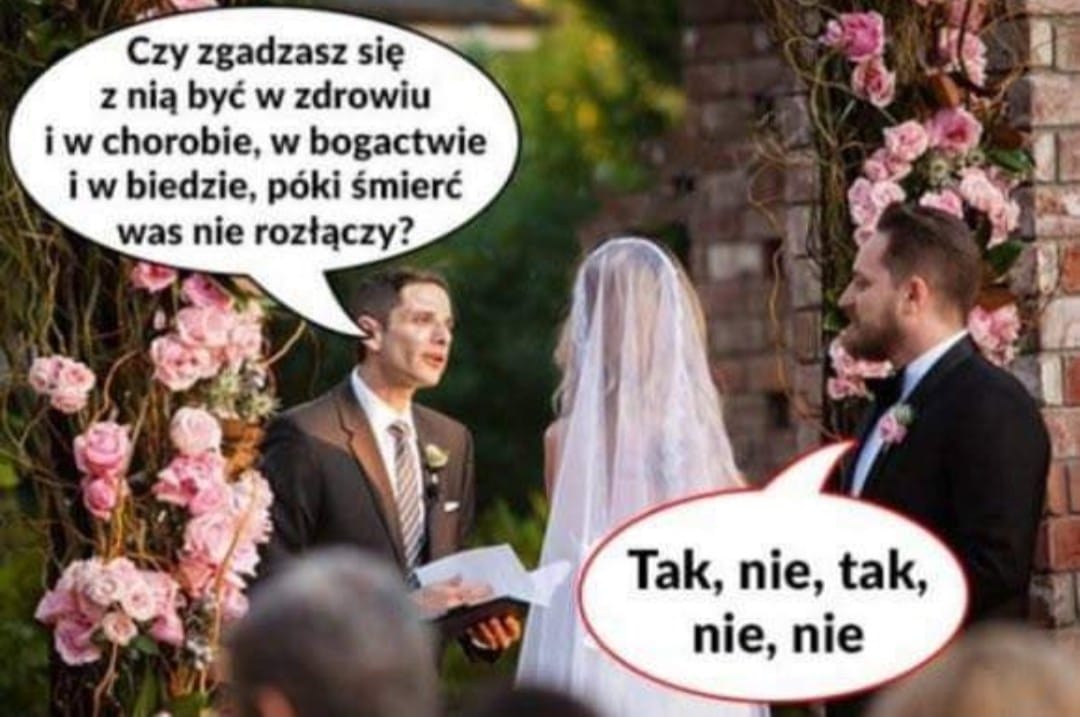 Czy zgadzasz się
z nią być w zdrowiu
i w chorobie, w bogactwie
i w biedzie, póki śmierć
was nie rozłączy?
Tak, nie, tak,
nie, nie